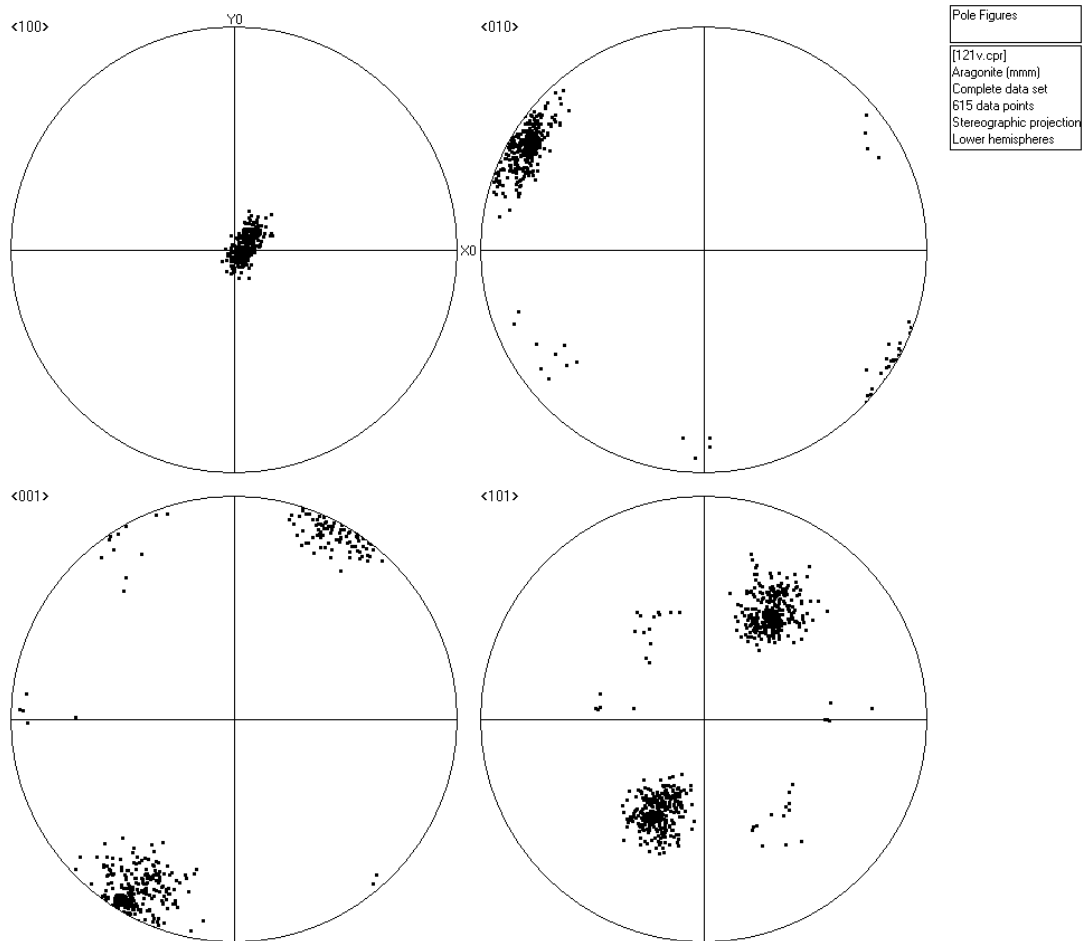 <100>
Y0
X0
<010>
Pole Figures
[121v.cpr]
Aragonite (mmm)
Complete data set
615 data points
Stereographic projection
Lower hemispheres
<001>
<101>